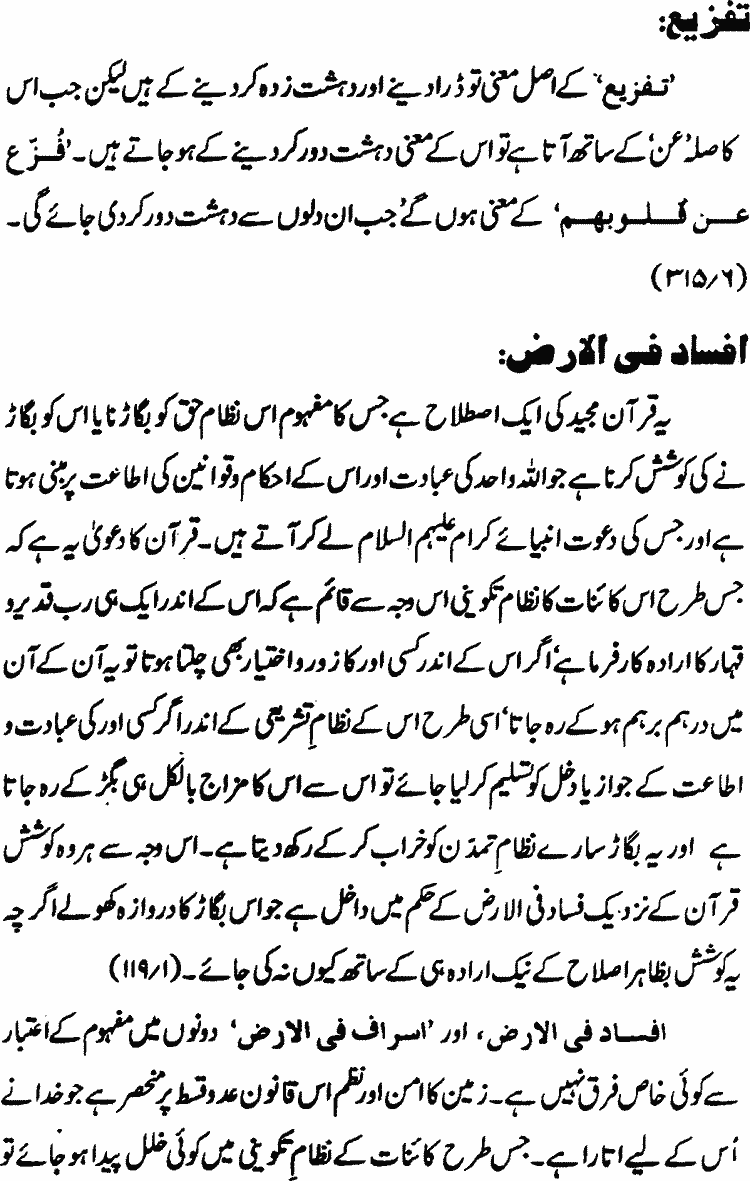 تفزیع:
’تفزیع‘ کے اصل معنی تو ڈرا دینے اور دہشت زدہ کر دینے کے ہیں لیکن جب اس
کا صلہ ’عن‘ کے ساتھ آتا ہے تو اس کے معنی دہشت دور کر دینے کے ہو جاتے ہیں۔ ’فُزّع
عن قلوبھم‘ کے معنی ہوں گے’ جب ان دلوں سے دہشت دور کر دی جائے گی۔
(۳۱۵/۶)
افساد فی الارض:
یہ قرآن مجید کی ایک اصطلاح ہے جس کا مفہوم اس نظام حق کو بگاڑنا یا اس کو بگاڑ
نے کی کوشش کرنا ہے جو اللہ واحد کی عبادت اور اس کے احکام و قوانین کی اطاعت پر مبنی ہوتا
ہے اور جس کی دعوت انبیائے کرام علیہم السلام لے کر آتے ہیں۔ قرآن کا دعویٰ یہ ہے کہ
جس طرح اس کائنات کا نظام تکوینی اس وجہ سے قائم ہے کہ اس کے اندر ایک ہی رب قدیر و
قہار کا ارادہ کارفرما ہے’ اگر اس کے اندر کسی اور کا زور و اختیار بھی چلتا ہوتا تو یہ آن کے آن
میں درہم برہم ہو کے رہ جاتا’ اسی طرح اس کے نظامِ تشریعی کے اندر اگر کسی اور کی عبادت و
اطاعت کے جواز یا دخل کو تسلیم کر لیا جائے تو اس سے اس کا مزاج بالکل ہی بگڑ کے رہ جاتا
ہے اور یہ بگاڑ سارے نظامِ تمدّن کو خراب کر کے رکھ دیتا ہے۔ اس وجہ سے ہر وہ کوشش
قرآن کے نزدیک فساد فی الارض کے حکم میں داخل ہے جو اس بگاڑ کا دروازہ کھولے اگرچہ
یہ کوشش بظاہر اصلاح کے نیک ارادہ ہی کے ساتھ کیوں نہ کی جائے۔ (۱۱۹/۱)
افساد فی الارض، اور ’اسراف فی الارض‘ دونوں میں مفہوم کے اعتبار
سے کوئی خاص فرق نہیں ہے۔ زمین کا امن اور نظم اس قانون عدو قسط پر منحصر ہے جو خدا نے
اُس کے لیے اتارا ہے۔ جس طرح کائنات کے نظامِ تکوینی میں کوئی خلل پیدا ہو جائے تو